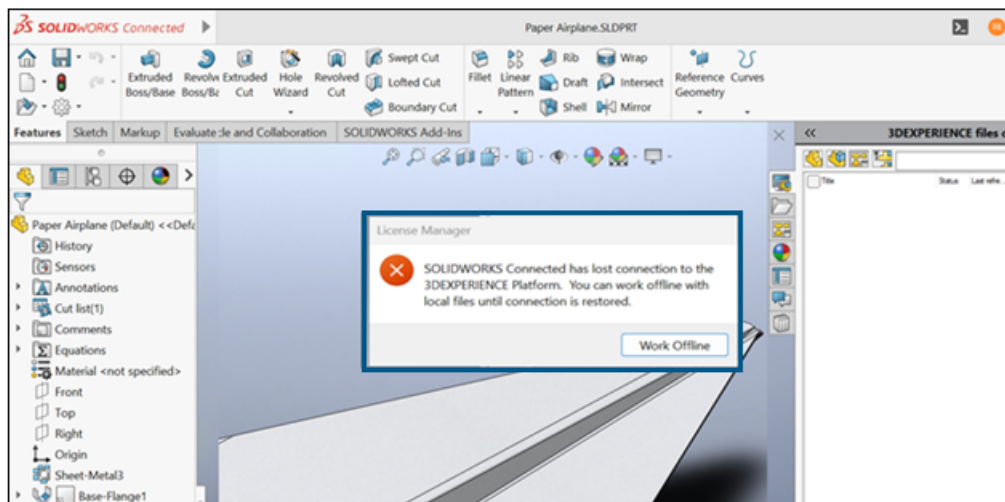 SOLIDWORKS Connected
Paper Airplane.SLDPRT
Extruded Boss/Base
Revolv Boss/Ba
Extruded Cut
Hole Wizard
Revolved Cut
Swept Cut
Lofted Cut
Boundary Cut
Fillet
Linear Pattern
Rib
Draft
Shell
Wrap
Intersect
Mirror
Reference Geometry
Curves
Features Sketch Markup Evaluate :le and Collaboration SOLIDWORKS Add-Ins
3DEXPERIENCE files o
Title Status Last refre...
Paper Airplane (Default) <<Defa
History
Sensors
Annotations
Cut list(1)
Comments
Equations
Material <not specified>
Front
Top
Right
Origin
Sheet-Metal3
Base-Flange1
License Manager
SOLIDWORKS Connected has lost connection to the
3DEXPERIENCE Platform. You can work offline with
local files until connection is restored.
Work Offline